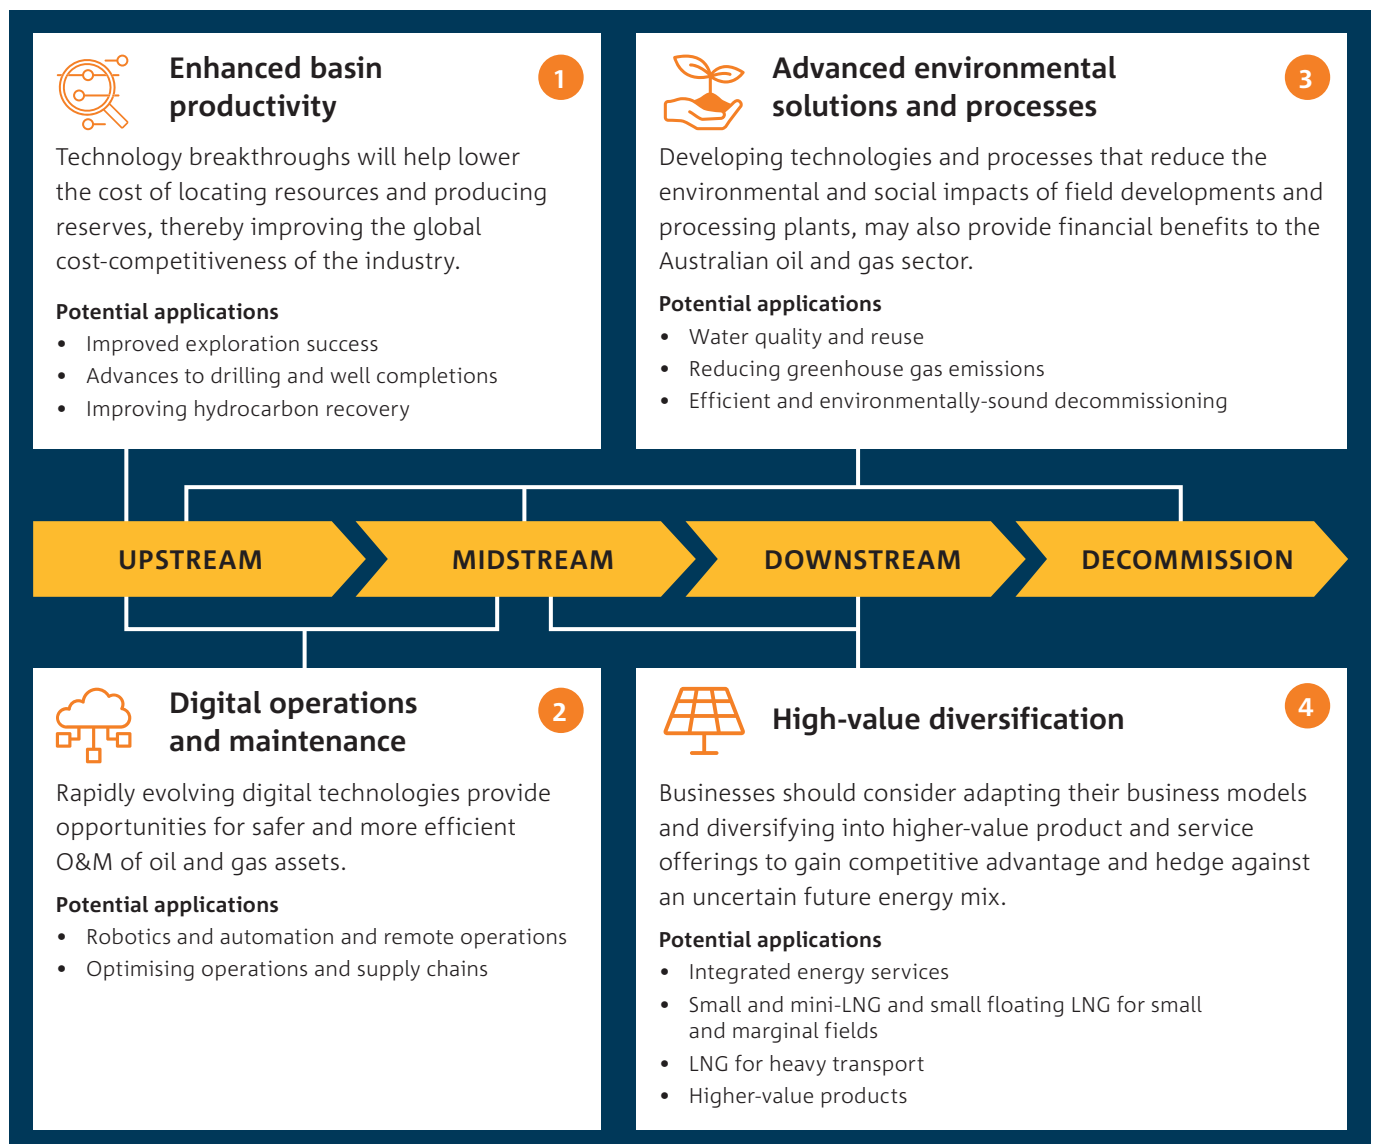 Enhanced basin
productivity
1
Technology breakthroughs will help lower
the cost of locating resources and producing
reserves, thereby improving the global
cost-competitiveness of the industry.
Potential applications
• Improved exploration success
• Advances to drilling and well completions
• Improving hydrocarbon recovery
Advanced environmental
solutions and processes
3
Developing technologies and processes that reduce the
environmental and social impacts of field developments and
processing plants, may also provide financial benefits to the
Australian oil and gas sector.
Potential applications
• Water quality and reuse
• Reducing greenhouse gas emissions
• Efficient and environmentally-sound decommissioning
UPSTREAM
MIDSTREAM
DOWNSTREAM
DECOMMISSION
Digital operations
and maintenance
2
Rapidly evolving digital technologies provide
opportunities for safer and more efficient
O&M of oil and gas assets.
Potential applications
• Robotics and automation and remote operations
• Optimising operations and supply chains
High-value diversification
4
Businesses should consider adapting their business models
and diversifying into higher-value product and service
offerings to gain competitive advantage and hedge against
an uncertain future energy mix.
Potential applications
• Integrated energy services
• Small and mini-LNG and small floating LNG for small
and marginal fields
• LNG for heavy transport
• Higher-value products